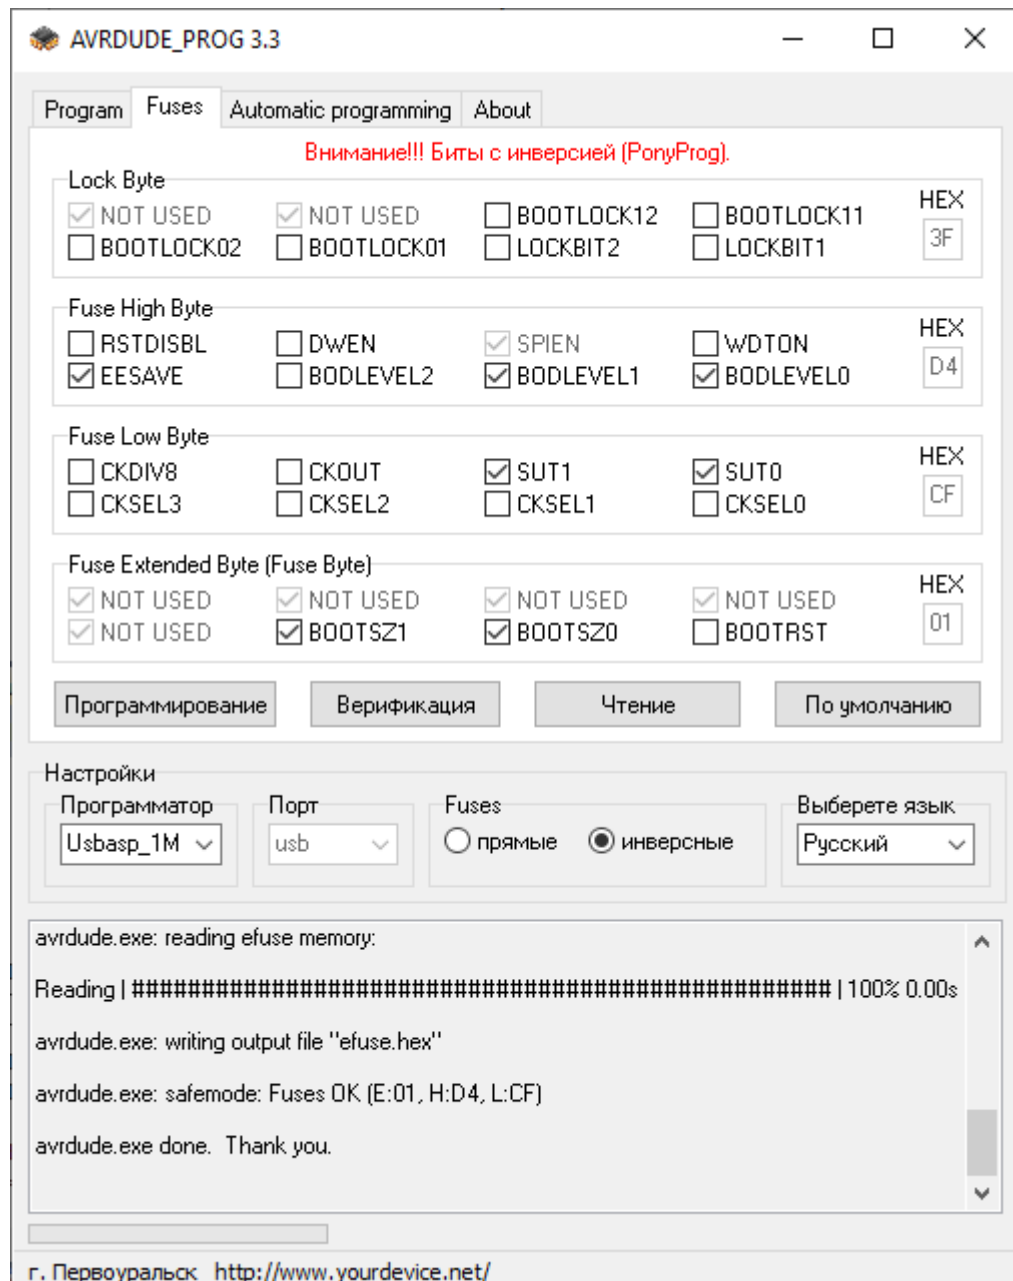 AVRDUDE_PROG 3.3
Program Fuses Automatic programming About
Внимание!!! Биты с инверсией (PonyProg).
Lock Byte
NOT USED NOT USED BOOTLOCK12 BOOTLOCK11 HEX
BOOTLOCK02 BOOTLOCK01 LOCKBIT2 LOCKBIT1 3F
Fuse High Byte
RSTDISBL DWEN SPIEN WDTON HEX
EESAVE BODLEVEL2 BODLEVEL1 BODLEVEL0 D4
Fuse Low Byte
CKDIV8 CKOUT SUT1 SUT0 HEX
CKSEL3 CKSEL2 CKSEL1 CKSEL0 CF
Fuse Extended Byte (Fuse Byte)
NOT USED NOT USED NOT USED NOT USED HEX
NOT USED BOOTSZ1 BOOTSZ0 BOOTRST 01
Программирование Верификация Чтение По умолчанию
Настройки
Программатор Порт Fuses Выберете язык
Usbasp_1M usb прямые инверсные Русский
avrdude.exe: reading efuse memory:
Reading | ################################################## | 100% 0.00s
avrdude.exe: writing output file "efuse.hex"
avrdude.exe: safemode: Fuses OK (E:01, H:D4, L:CF)
avrdude.exe done.  Thank you.
г. Первоуральск http://www.yourdevice.net/